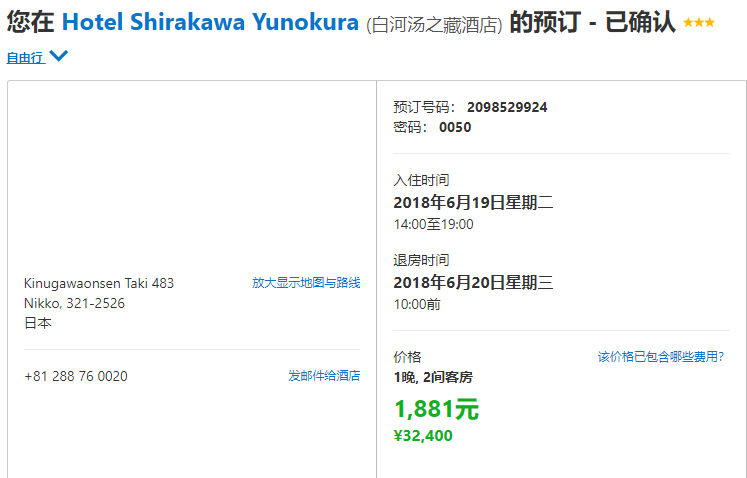 您在 Hotel Shirakawa Yunokura (白河汤之藏酒店) 的预订 - 已确认
自由行
Kinugawaonsen Taki 483
放大显示地图与路线
Nikko, 321-2526
日本
+81 288 76 0020
发邮件给酒店
预订号码： 2098529924
密码： 0050
入住时间
2018年6月19日星期二
14:00至19:00
退房时间
2018年6月20日星期三
10:00前
价格
该价格已包含哪些费用?
1晚, 2间客房
1,881元
¥32,400